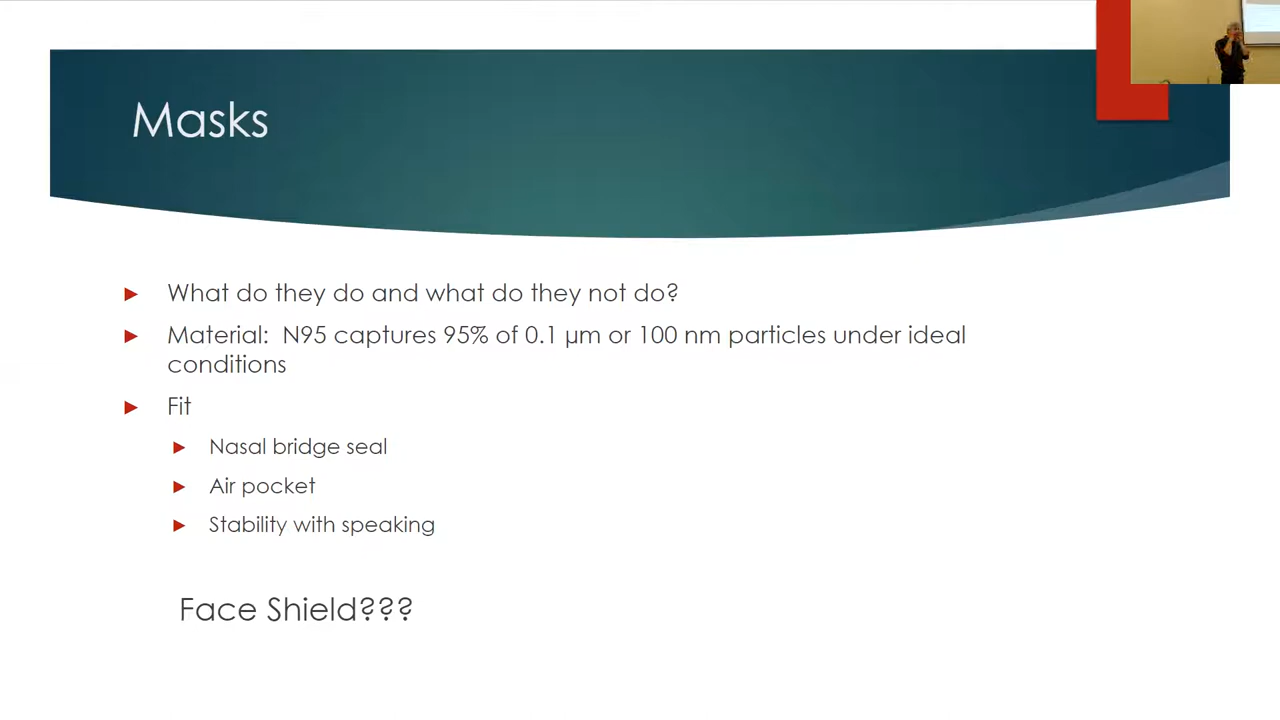 Masks
What do they do and what do they not do?
Material:  N95 captures 95% of 0.1 µm or 100 nm particles under ideal
conditions
Fit
Nasal bridge seal
Air pocket
Stability with speaking
Face Shield???